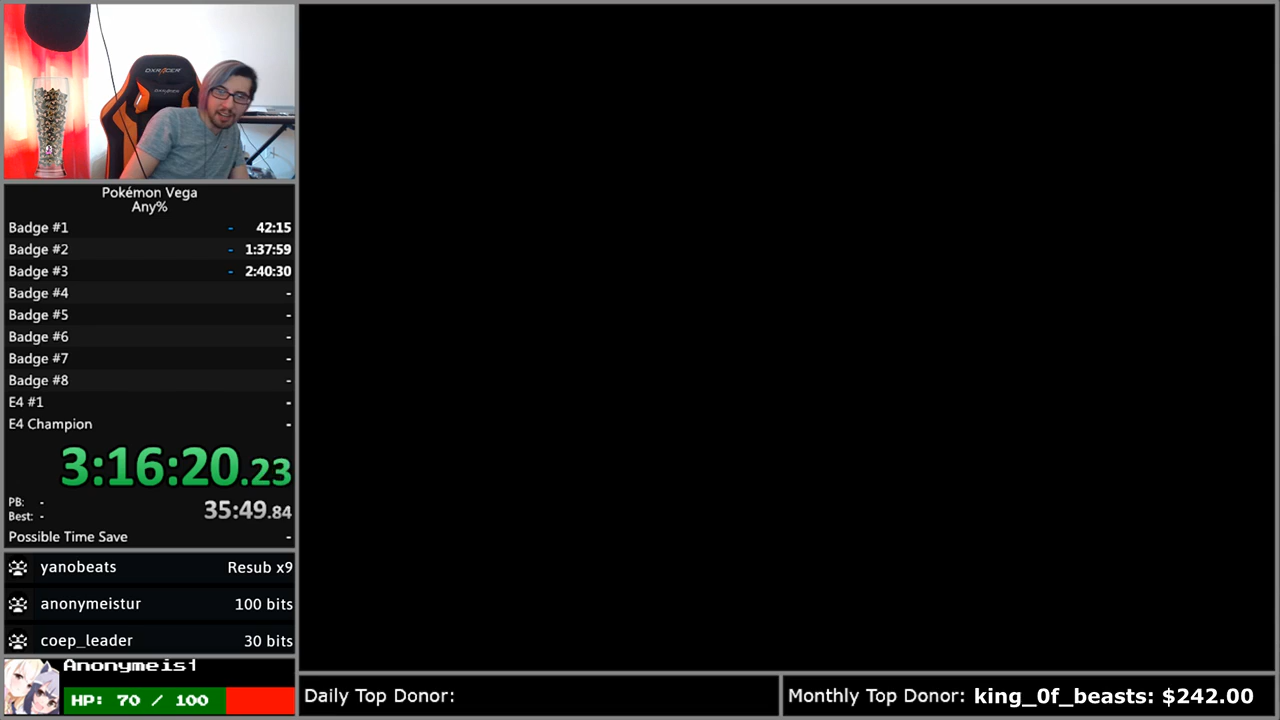 DXRACER
Pokémon Vega
Any%
Badge #1 - 42:15
Badge #2 - 1:37:59
Badge #3 - 2:40:30
Badge #4 -
Badge #5 -
Badge #6 -
Badge #7 -
Badge #8 -
E4 #1 -
E4 Champion -
3:16:20.23
PB: -
35:49.84
Best: -
Possible Time Save -
yanobeats Resub x9
anonymeistur 100 bits
coep_leader 30 bits
Anonymeist
HP: 70 / 100
Daily Top Donor:
Monthly Top Donor: king_0f_beasts: $242.00